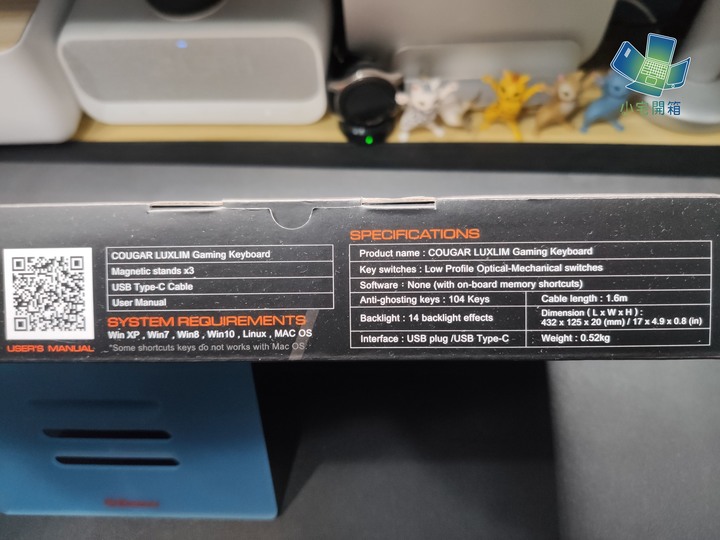 小宅開箱
COUGAR LUXLIM Gaming Keyboard
Magnetic stands x3
USB Type-C Cable
User Manual
SYSTEM REQUIREMENTS
Win XP , Win7 , Win8 , Win10 , Linux , MAC OS
*Some shortcuts keys do not works with Mac OS.
USER'S MANUAL
SPECIFICATIONS
Product name : COUGAR LUXLIM Gaming Keyboard
Key switches : Low Profile Optical-Mechanical switches
Software : None (with on-board memory shortcuts)
Anti-ghosting keys : 104 Keys
Cable length : 1.6m
Backlight : 14 backlight effects
Dimension ( L x W x H ) :
432 x 125 x 20 (mm) / 17 x 4.9 x 0.8 (in)
Interface : USB plug /USB Type-C
Weight : 0.52kg